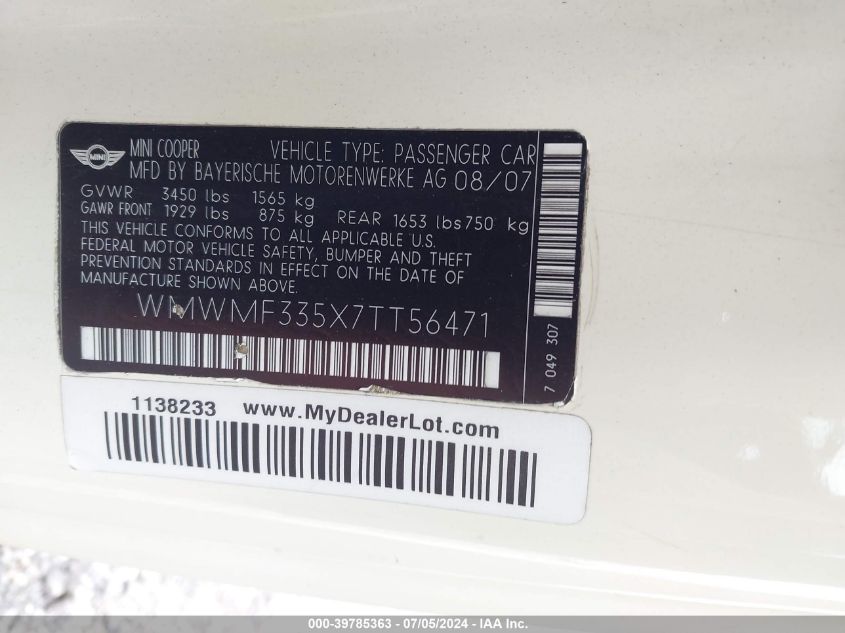 MINI
MINI COOPER VEHICLE TYPE: PASSENGER CAR
MFD BY BAYERISCHE MOTORENWERKE AG 08/07
GVWR 3450 lbs 1565 kg
GAWR FRONT 1929 lbs 875 kg REAR 1653 lbs 750 kg
THIS VEHICLE CONFORMS TO ALL APPLICABLE U.S.
FEDERAL MOTOR VEHICLE SAFETY, BUMPER AND THEFT
PREVENTION STANDARDS IN EFFECT ON THE DATE OF
MANUFACTURE SHOWN ABOVE.
WMWMF335X7TT56471
7 049 307
1138233 www.MyDealerLot.com
000-39785363 - 07/05/2024 - IAA Inc.